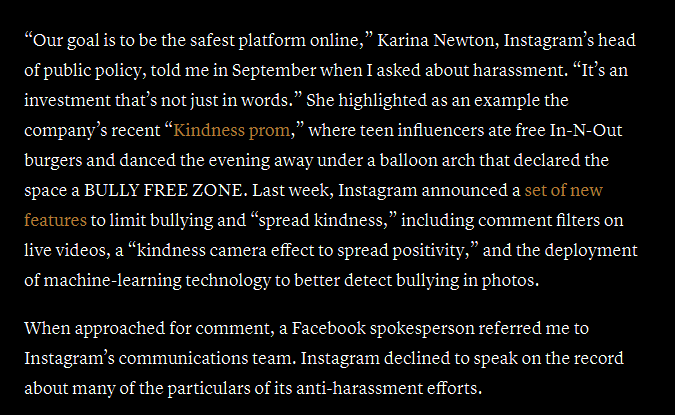 “Our goal is to be the safest platform online,” Karina Newton, Instagram’s head
of public policy, told me in September when I asked about harassment. “It’s an
investment that’s not just in words.” She highlighted as an example the
company’s recent “Kindness prom,” where teen influencers ate free In-N-Out
burgers and danced the evening away under a balloon arch that declared the
space a BULLY FREE ZONE. Last week, Instagram announced a set of new
features to limit bullying and “spread kindness,” including comment filters on
live videos, a “kindness camera effect to spread positivity,” and the deployment
of machine-learning technology to better detect bullying in photos.
When approached for comment, a Facebook spokesperson referred me to
Instagram’s communications team. Instagram declined to speak on the record
about many of the particulars of its anti-harassment efforts.